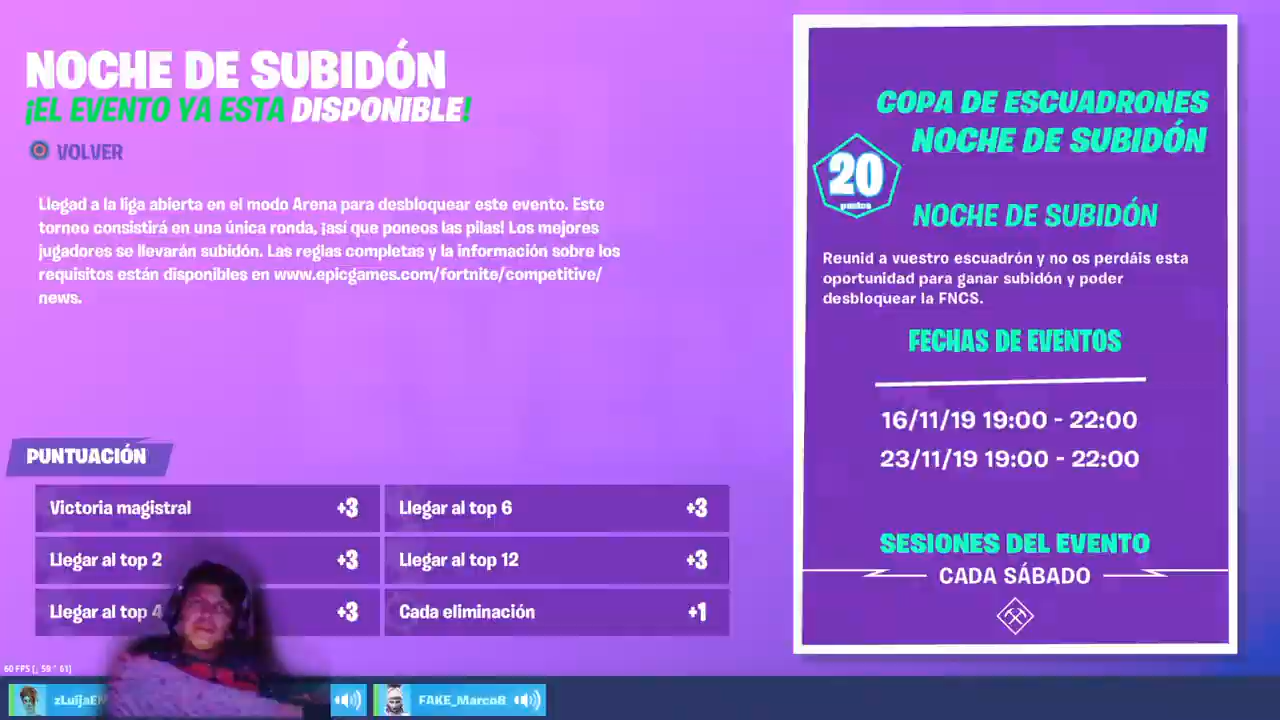 NOCHE DE SUBIDÓN
¡EL EVENTO YA ESTA DISPONIBLE!
VOLVER
Llegad a la liga abierta en el modo Arena para desbloquear este evento. Este
torneo consistirá en una única ronda, ¡así que poneos las pilas! Los mejores
jugadores se llevarán subidón. Las reglas completas y la información sobre los
requisitos están disponibles en www.epicgames.com/fortnite/competitive/
news.
PUNTUACIÓN
Victoria magistral +3
Llegar al top 6 +3
Llegar al top 2 +3
Llegar al top 12 +3
Llegar al top 4 +3
Cada eliminación +1
COPA DE ESCUADRONES
NOCHE DE SUBIDÓN
20
puntos
NOCHE DE SUBIDÓN
Reunid a vuestro escuadrón y no os perdáis esta
oportunidad para ganar subidón y poder
desbloquear la FNCS.
FECHAS DE EVENTOS
16/11/19 19:00 - 22:00
23/11/19 19:00 - 22:00
SESIONES DEL EVENTO
CADA SÁBADO
60 FPS [, 59 ° 61]
FAKE_Marco8